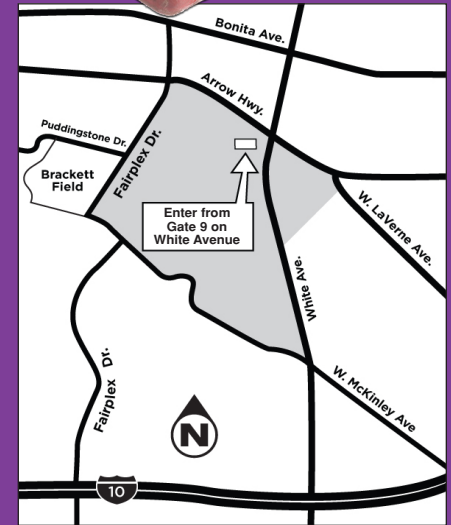 Bonita Ave.
Arrow Hwy.
Puddingstone Dr.
Fairplex Dr.
Brackett
Field
Enter from
Gate 9 on
White Avenue
W. LaVerne Ave.
White Ave.
Fairplex Dr.
W. McKinley Ave
N
10